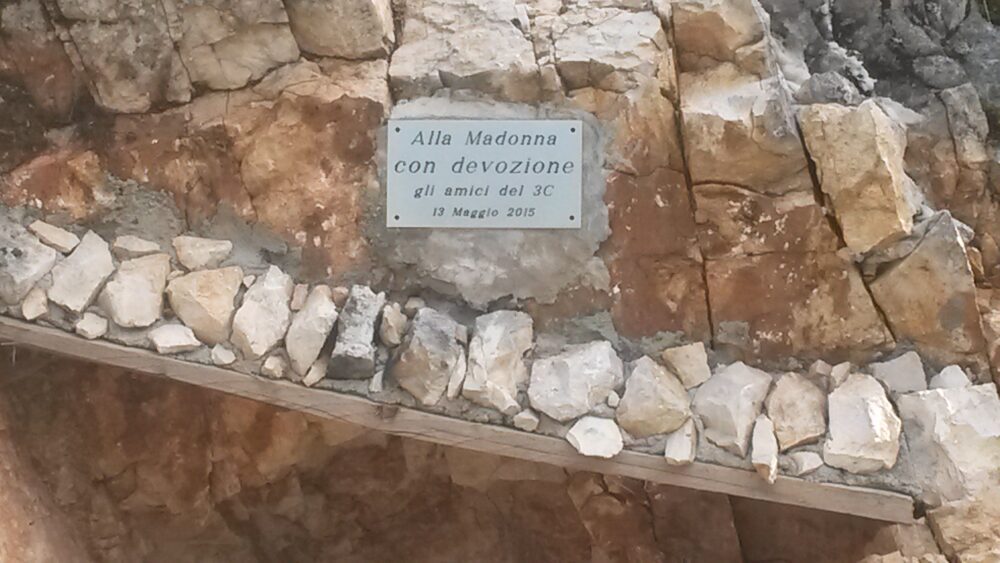 Alla Madonna
con devozione
gli amici del 3C
13 Maggio 2015